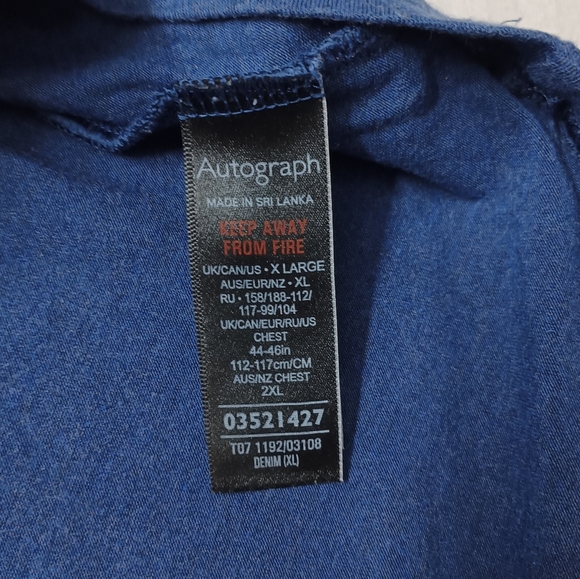 Autograph
MADE IN SRI LANKA
KEEP AWAY
FROM FIRE
UK/CAN/US • X LARGE
AUS/EUR/NZ • XL
RU • 158/188-112/
117-99/104
UK/CAN/EUR/RU/US
CHEST
44-46in
112-117cm/CM
AUS/NZ CHEST
2XL
03521427
T07 1192/03108
DENIM (XL)